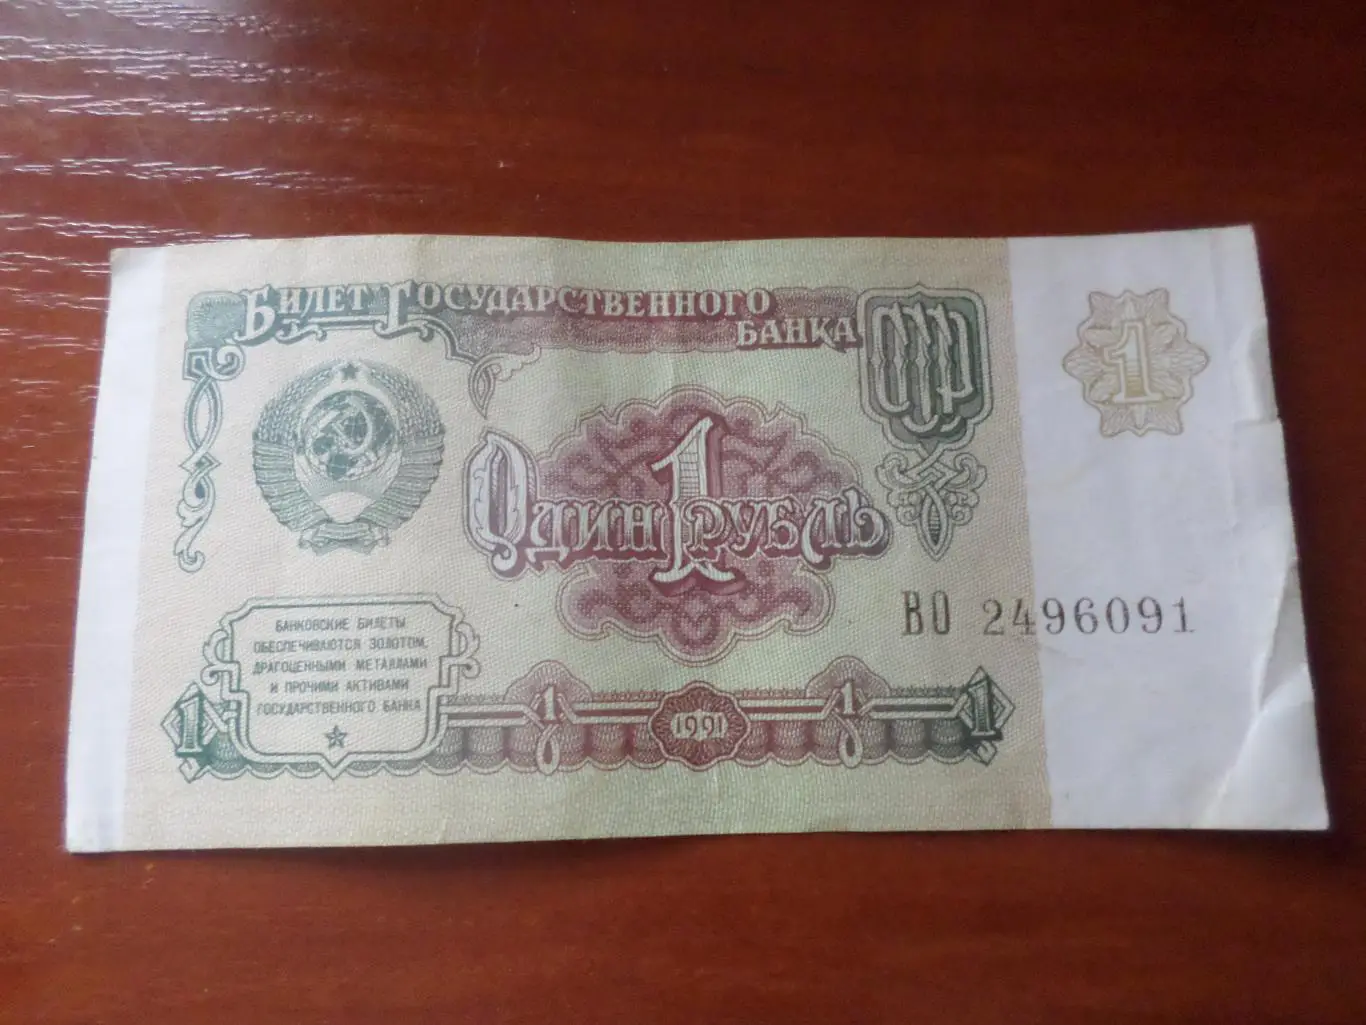 Билет Государственного
Банка
СССР
1
1
Один рубль
ВО 2496091
БАНКОВСКИЕ БИЛЕТЫ
ОБЕСПЕЧИВАЮТСЯ ЗОЛОТОМ,
ДРАГОЦЕННЫМИ МЕТАЛЛАМИ
И ПРОЧИМИ АКТИВАМИ
ГОСУДАРСТВЕННОГО БАНКА
1 1 1991 1 1